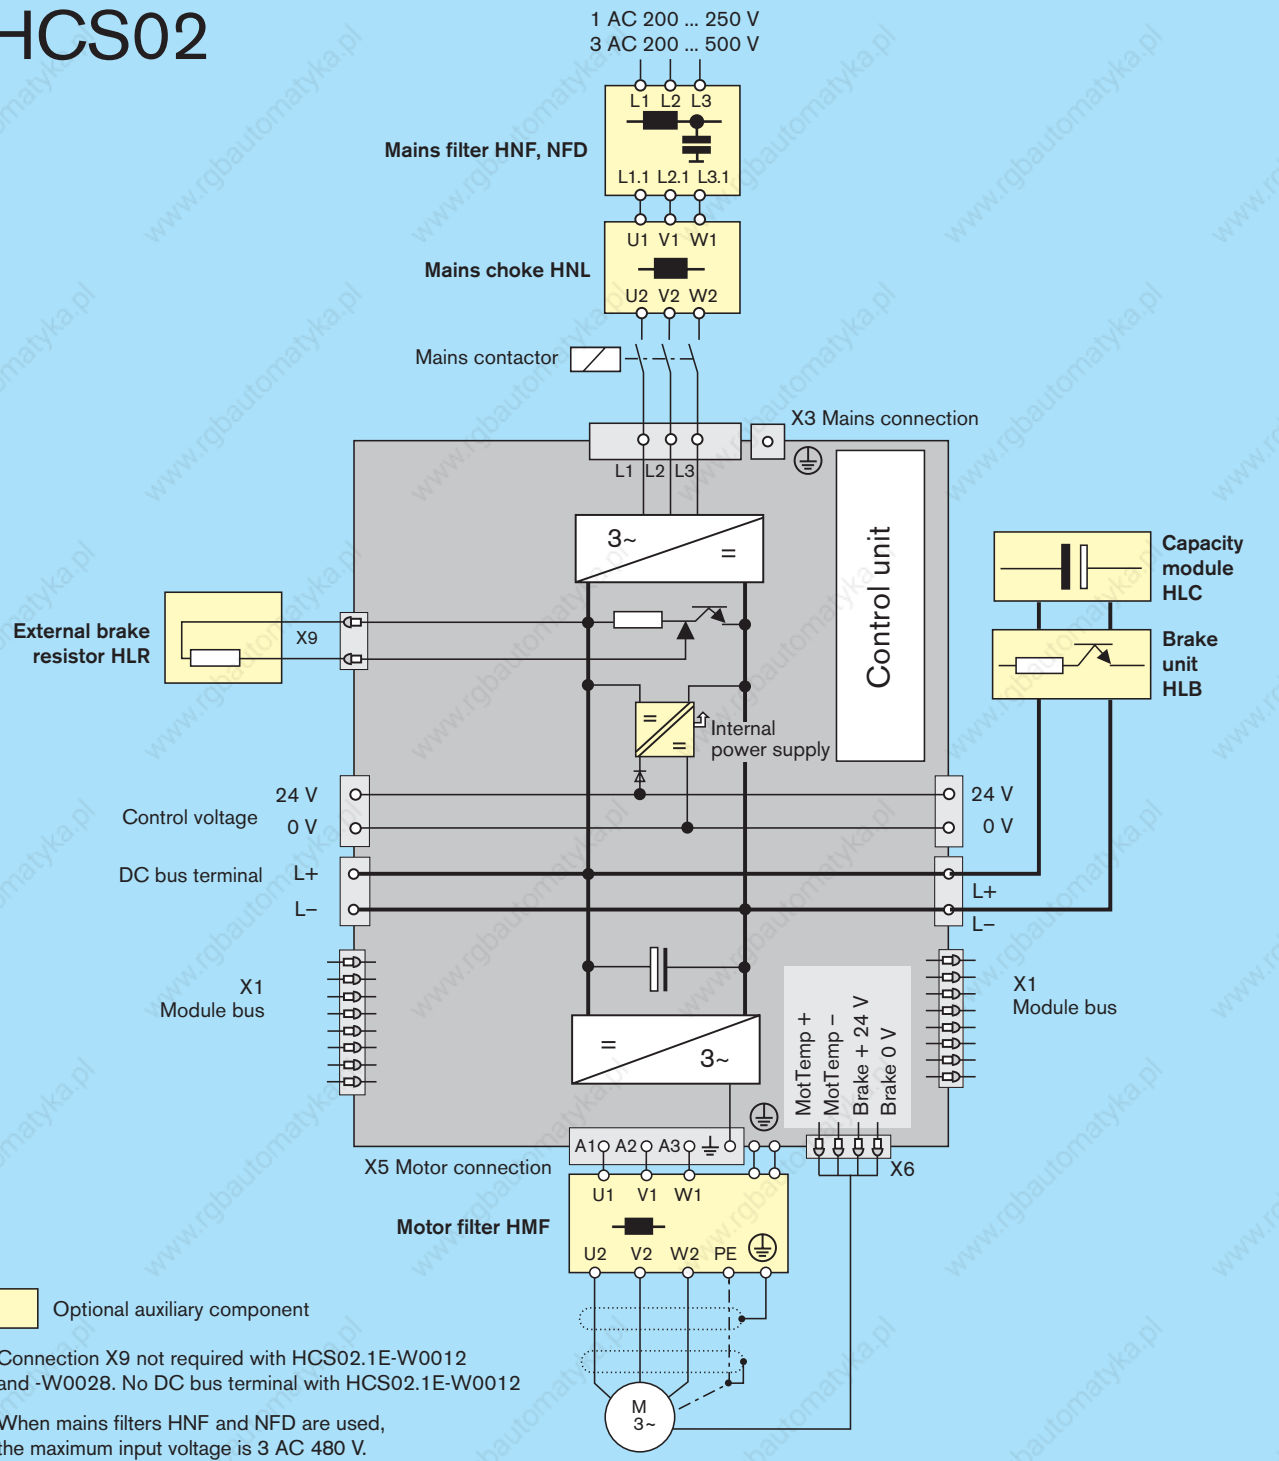 HCS02
1 AC 200 ... 250 V
3 AC 200 ... 500 V
L1 L2 L3
Mains filter HNF, NFD
L1.1 L2.1 L3.1
U1 V1 W1
Mains choke HNL
U2 V2 W2
Mains contactor
X3 Mains connection
L1 L2 L3
3~
=
Control unit
Capacity
module
HLC
External brake
resistor HLR
X9
Brake
unit
HLB
=
=
Internal
power supply
Control voltage
24 V
0 V
24 V
0 V
DC bus terminal
L+
L–
L+
L–
X1
Module bus
X1
Module bus
=
3~
MotTemp +
MotTemp –
Brake + 24 V
Brake 0 V
A1 A2 A3
X5 Motor connection
X6
U1 V1 W1
Motor filter HMF
U2 V2 W2 PE
Optional auxiliary component
Connection X9 not required with HCS02.1E-W0012
and -W0028. No DC bus terminal with HCS02.1E-W0012
When mains filters HNF and NFD are used,
the maximum input voltage is 3 AC 480 V.
M
3~
www.rgbautomatyka.pl